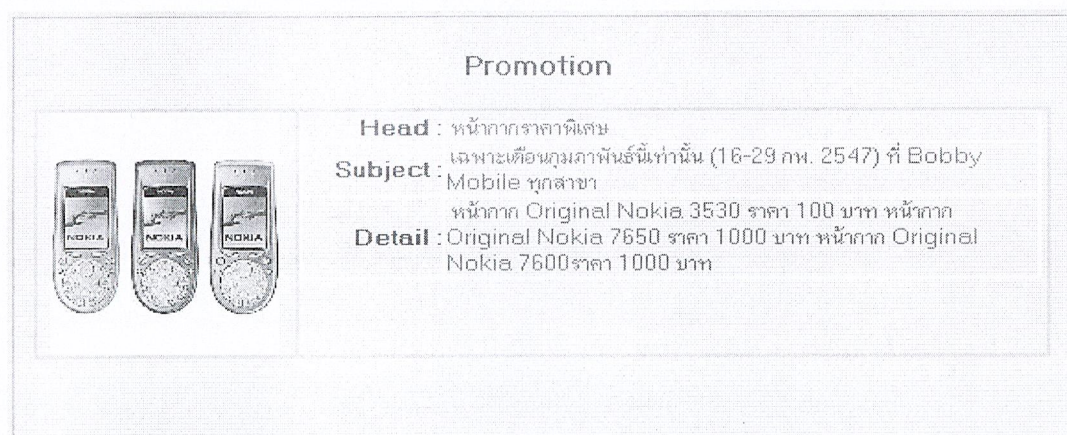 Promotion
Head : หน้ากากราคาพิเศษ
Subject : เฉพาะเดือนกุมภาพันธ์นี้เท่านั้น (16-29 กพ. 2547) ที่ Bobby
Mobile ทุกสาขา
หน้ากาก Original Nokia 3530 ราคา 100 บาท หน้ากาก
Detail : Original Nokia 7650 ราคา 1000 บาท หน้ากาก Original
Nokia 7600ราคา 1000 บาท
NOKIA NOKIA NOKIA